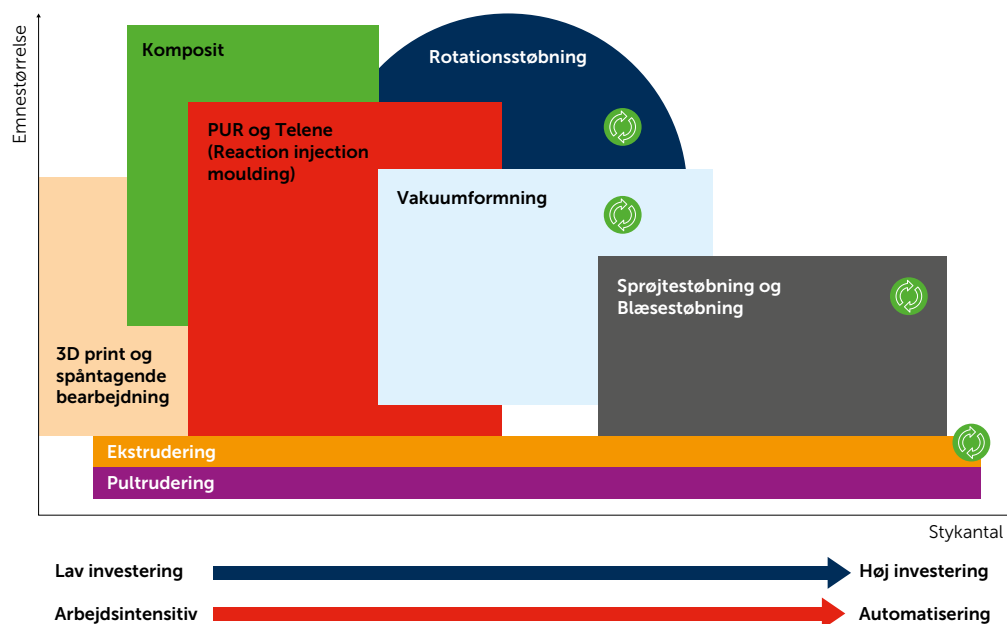 Emnestørrelse
Komposit
Rotationsstøbning
PUR og Telene
(Reaction injection
moulding)
Vakuumformning
Sprøjtestøbning og
Blæsestøbning
3D print og
spåntagende
bearbejdning
Ekstrudering
Pultrudering
Stykantal
Lav investering
Høj investering
Arbejdsintensitiv
Automatisering